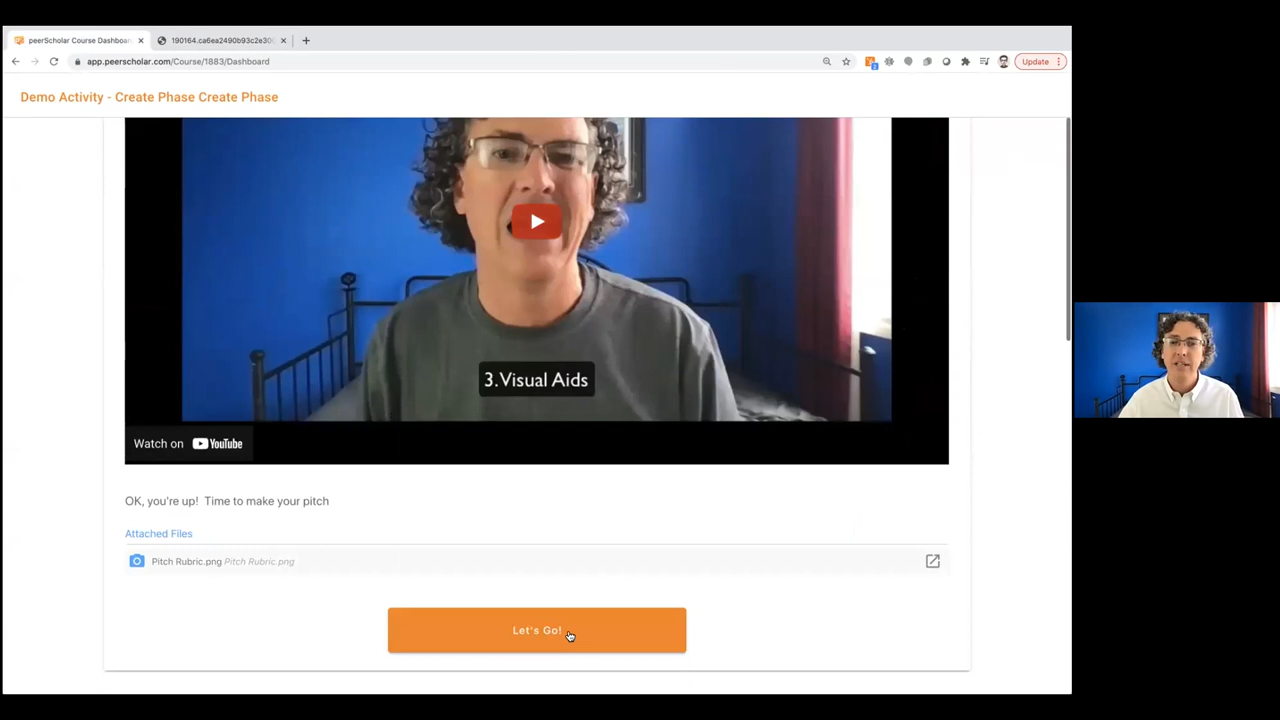 peerScholar Course Dashboar
190164.ca6ea2490b93c2e30
app.peerscholar.com/Course/1883/Dashboard
Update
Demo Activity - Create Phase Create Phase
3. Visual Aids
Watch on YouTube
OK, you're up! Time to make your pitch
Attached Files
Pitch Rubric.png Pitch Rubric.png
Let's Go!